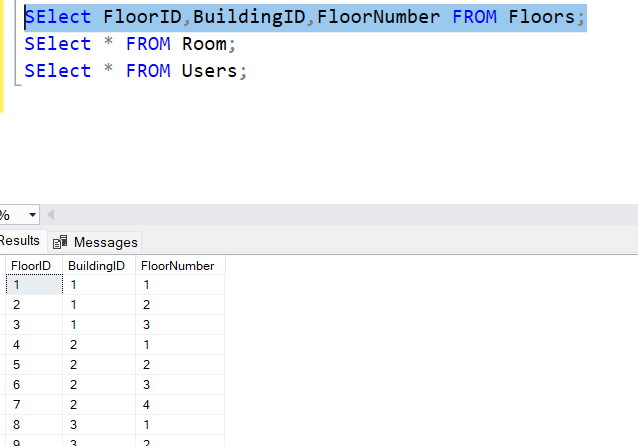 SElect FloorID,BuildingID,FloorNumber FROM Floors;
SElect * FROM Room;
SElect * FROM Users;
%
Results Messages
FloorID BuildingID FloorNumber
1 1 1
2 1 2
3 1 3
4 2 1
5 2 2
6 2 3
7 2 4
8 3 1
9 3 2